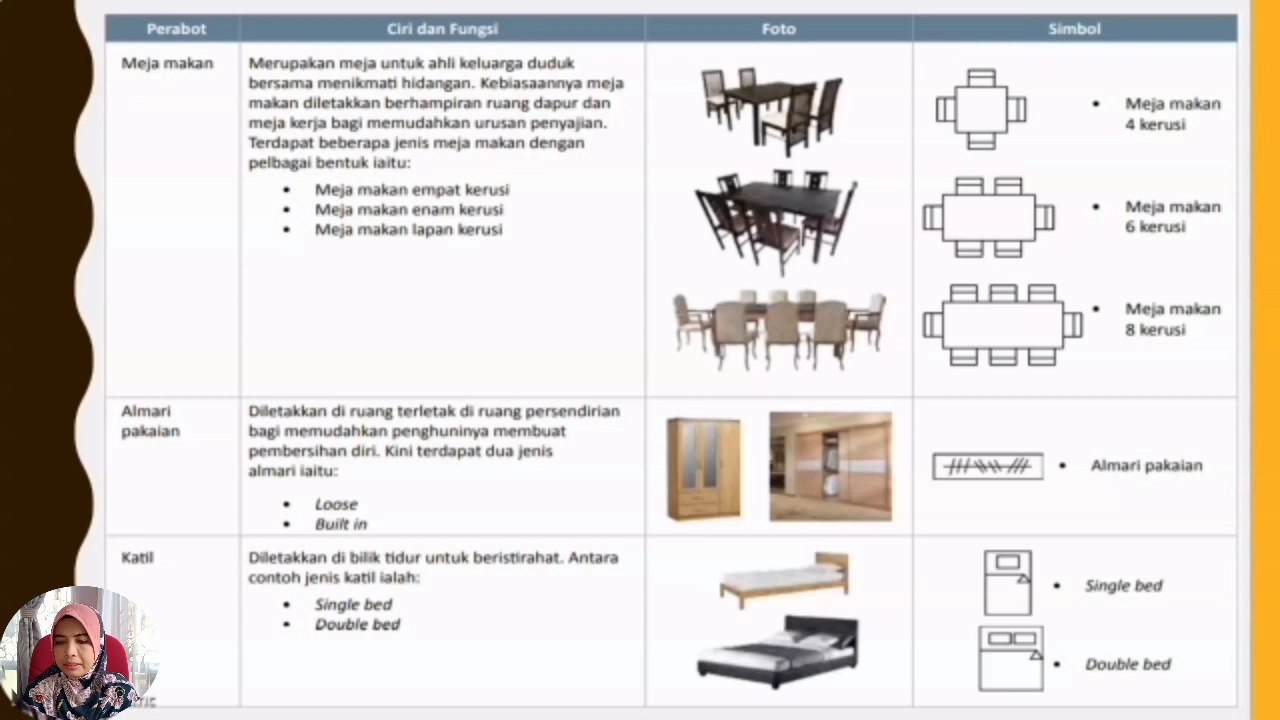 Perabot
Ciri dan Fungsi
Foto
Simbol
Meja makan
Merupakan meja untuk ahli keluarga duduk
bersama menikmati hidangan. Kebiasaannya meja
makan diletakkan berhampiran ruang dapur dan
meja kerja bagi memudahkan urusan penyajian.
Terdapat beberapa jenis meja makan dengan
pelbagai bentuk iaitu:
• Meja makan empat kerusi
• Meja makan enam kerusi
• Meja makan lapan kerusi
• Meja makan
4 kerusi
• Meja makan
6 kerusi
• Meja makan
8 kerusi
Almari
pakaian
Diletakkan di ruang terletak di ruang persendirian
bagi memudahkan penghuninya membuat
pembersihan diri. Kini terdapat dua jenis
almari iaitu:
• Loose
• Built in
• Almari pakaian
Katil
Diletakkan di bilik tidur untuk beristirahat. Antara
contoh jenis katil ialah:
• Single bed
• Double bed
• Single bed
• Double bed